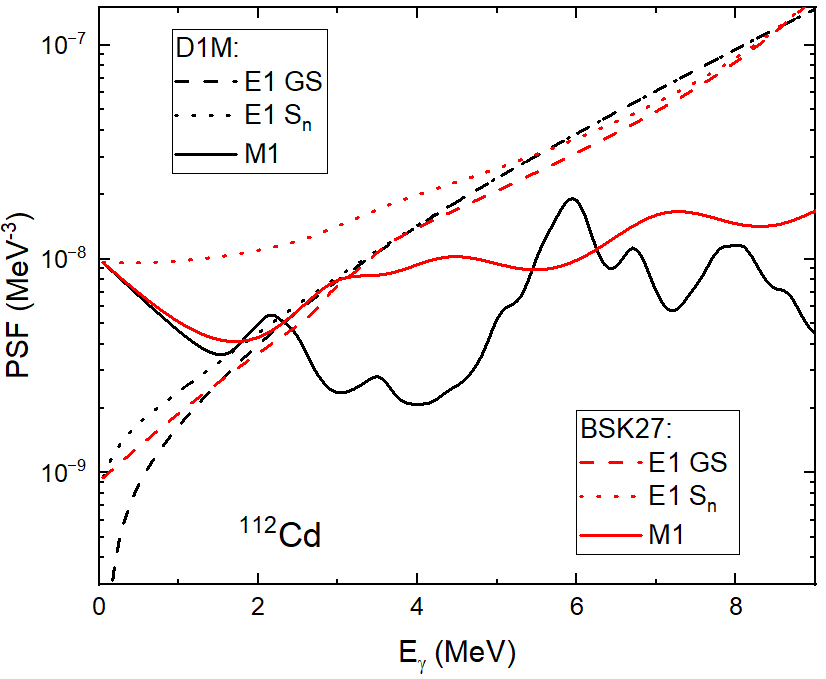 D1M:
E1 GS
E1 Sn
M1
10⁻⁷
10⁻⁸
10⁻⁹
PSF (MeV⁻³)
BSK27:
E1 GS
E1 Sn
M1
¹¹²Cd
0 2 4 6 8
Eγ (MeV)